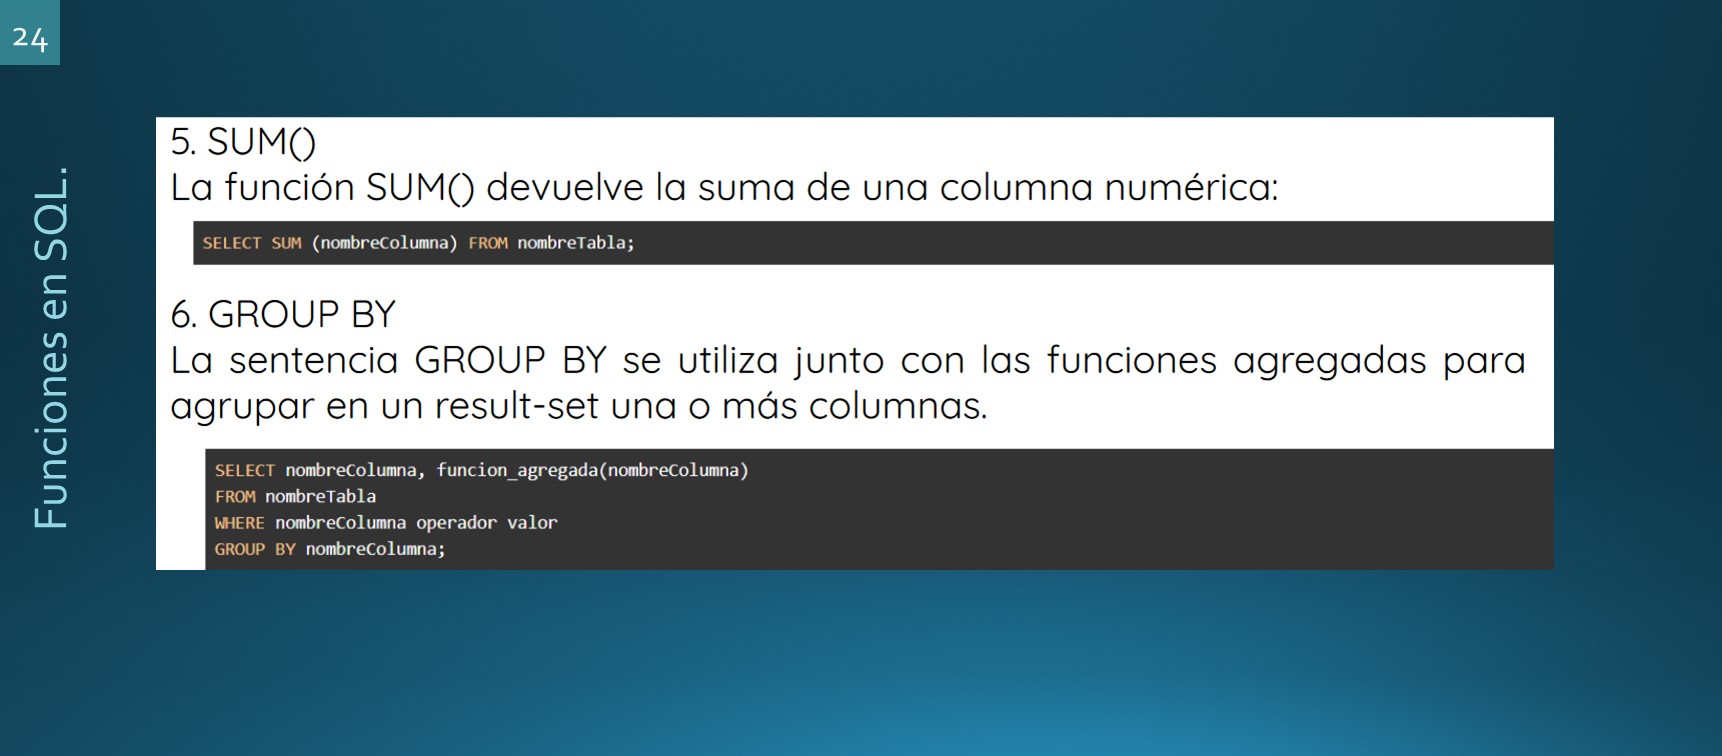 24
Funciones en SQL.
5. SUM()
La función SUM() devuelve la suma de una columna numérica:
SELECT SUM (nombreColumna) FROM nombreTabla;
6. GROUP BY
La sentencia GROUP BY se utiliza junto con las funciones agregadas para
agrupar en un result-set una o más columnas.
SELECT nombreColumna, funcion_agregada(nombreColumna)
FROM nombreTabla
WHERE nombreColumna operador valor
GROUP BY nombreColumna;